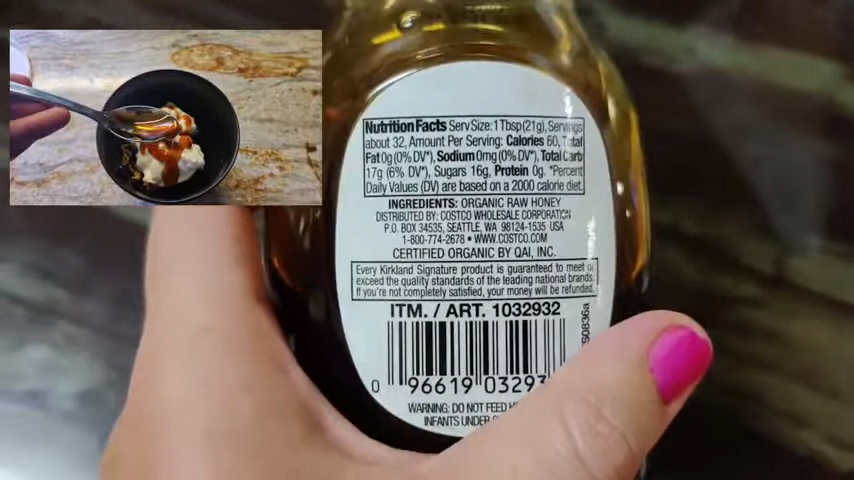 Nutrition Facts Serv Size: 1 Tbsp (21g), Servings
about 32, Amount Per Serving: Calories 60, Total
Fat 0g (0% DV*), Sodium 0mg (0% DV*), Total Carb
17g (6% DV*), Sugars 16g, Protein 0g. *Percent
Daily Values (DV) are based on a 2000 calorie diet.
INGREDIENTS: ORGANIC RAW HONEY
DISTRIBUTED BY: COSTCO WHOLESALE CORPORATION
P.O. BOX 34535, SEATTLE, WA 98124-1535 USA
1-800-774-2678 • WWW.COSTCO.COM
CERTIFIED ORGANIC BY QAI, INC.
Every Kirkland Signature product is guaranteed to meet or
exceed the quality standards of the leading national brands.
If you're not completely satisfied, your money will be refunded.
ITM. / ART. 1032932
0 96619 03293
WARNING: DO NOT FEED
INFANTS UNDER